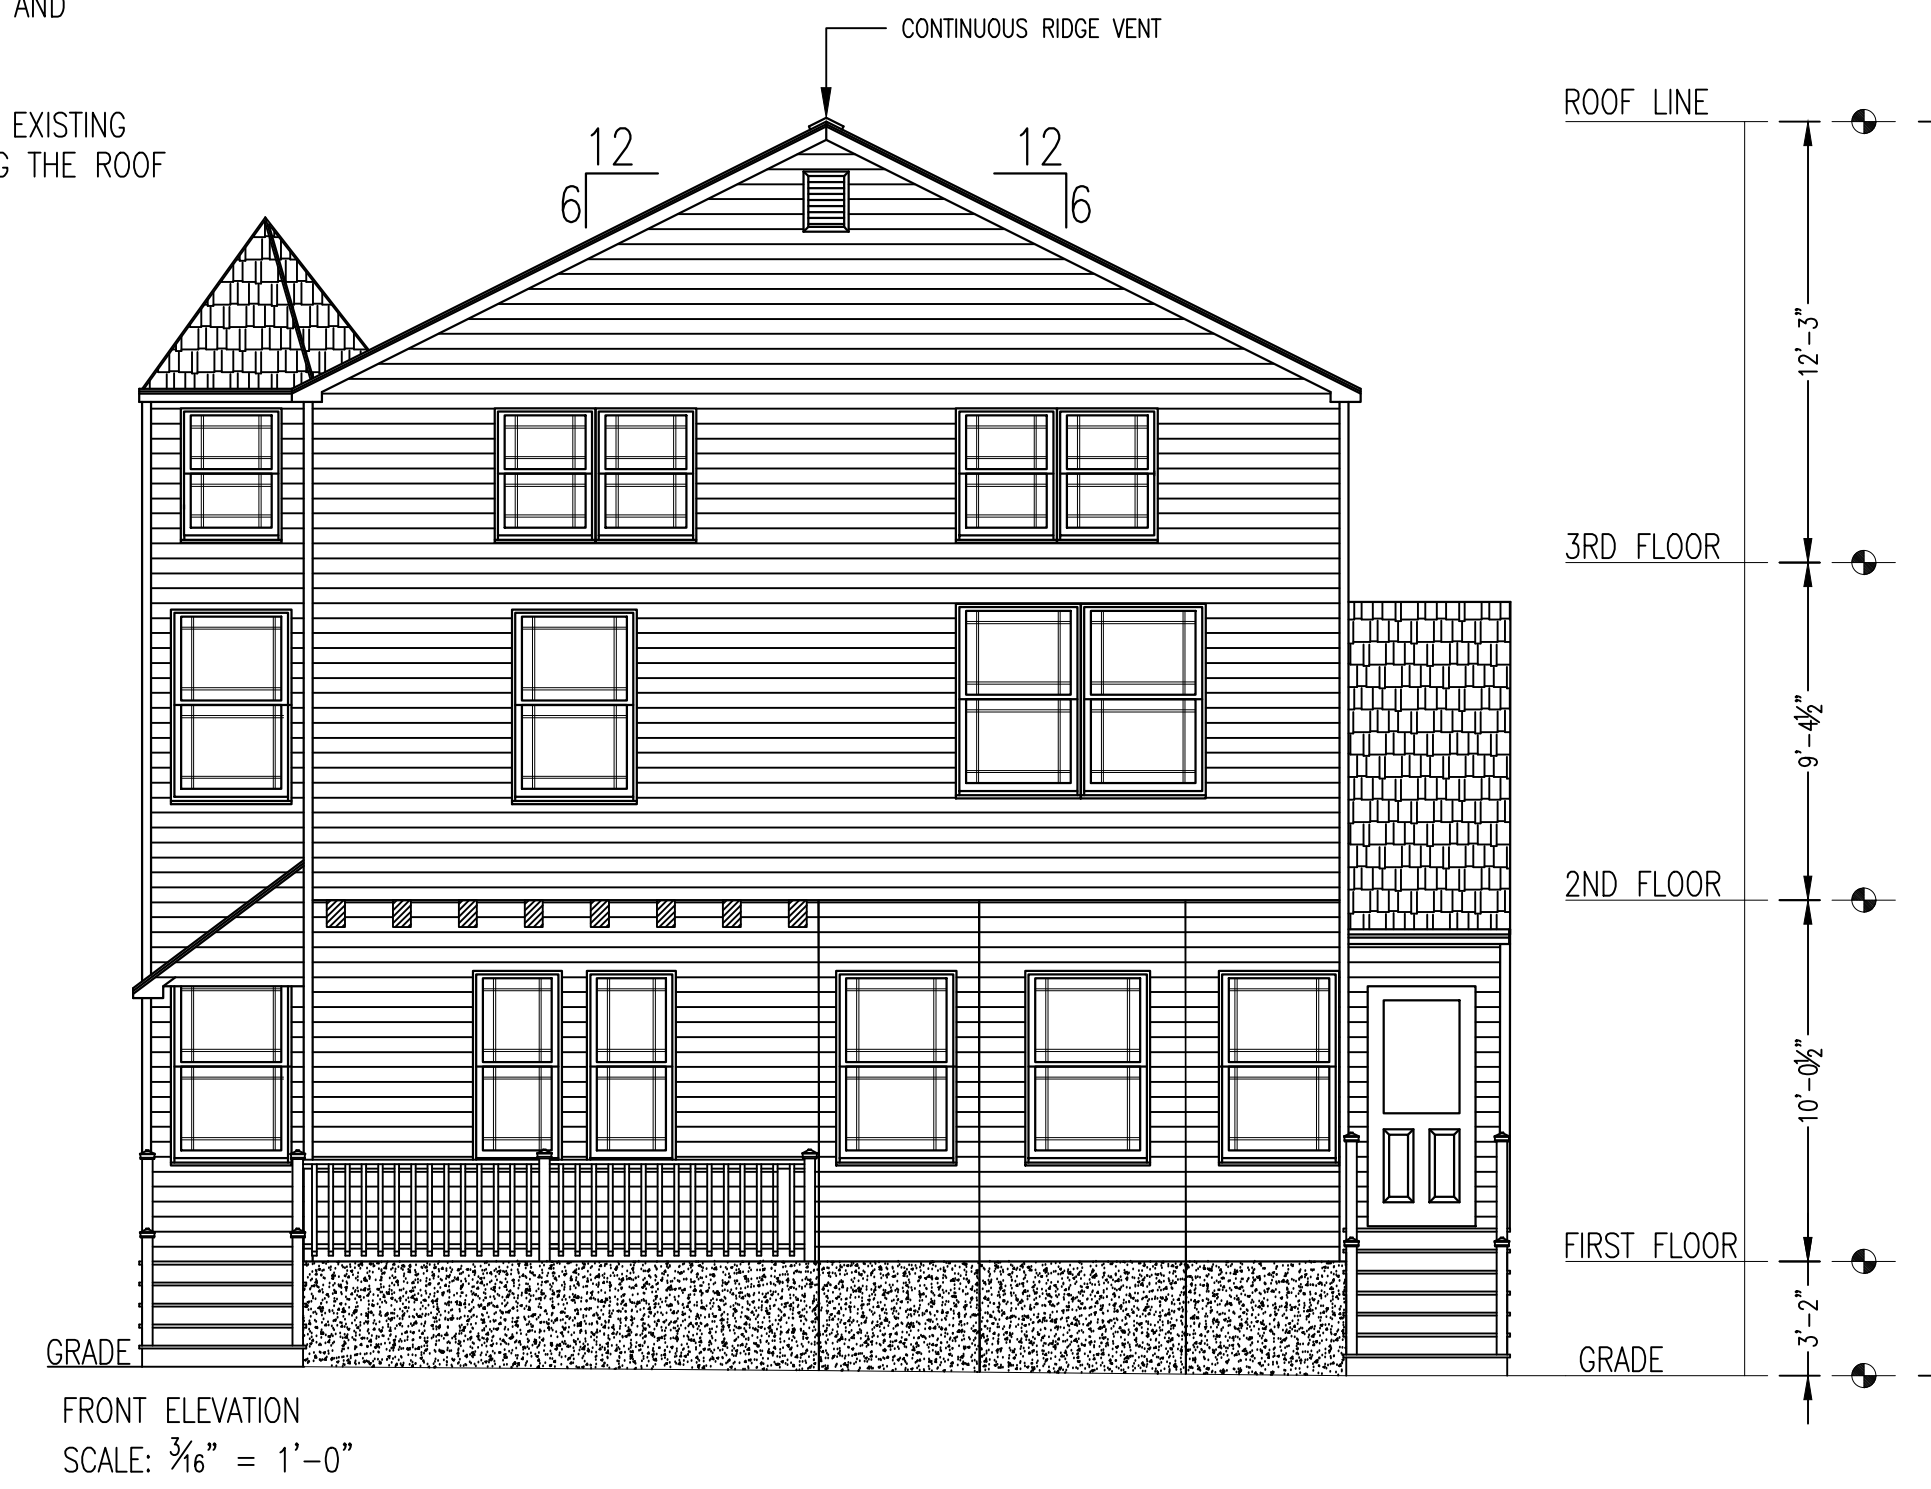 AND
CONTINUOUS RIDGE VENT
EXISTING
G THE ROOF
12
6
12
6
ROOF LINE
12'-3"
3RD FLOOR
9'-4½"
2ND FLOOR
10'-0½"
FIRST FLOOR
3'-2"
GRADE
GRADE
FRONT ELEVATION
SCALE: 3/16" = 1'-0"